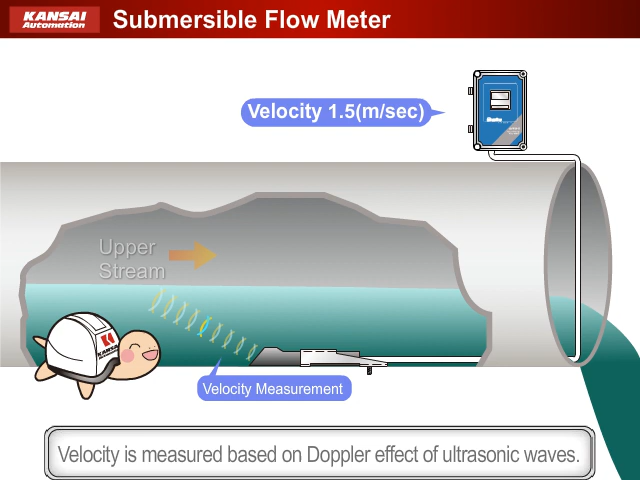 KANSAI
Automation
Submersible Flow Meter
Velocity 1.5(m/sec)
Upper
Stream
KANSAI
Velocity Measurement
Velocity is measured based on Doppler effect of ultrasonic waves.